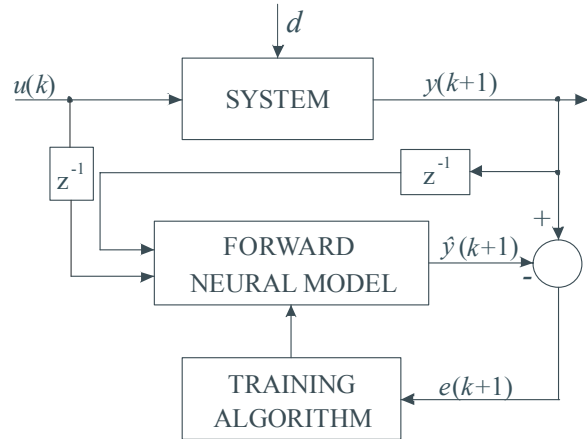 d
u(k)
SYSTEM
y(k+1)
z⁻¹
z⁻¹
+
FORWARD
NEURAL MODEL
ŷ(k+1)
-
TRAINING
ALGORITHM
e(k+1)